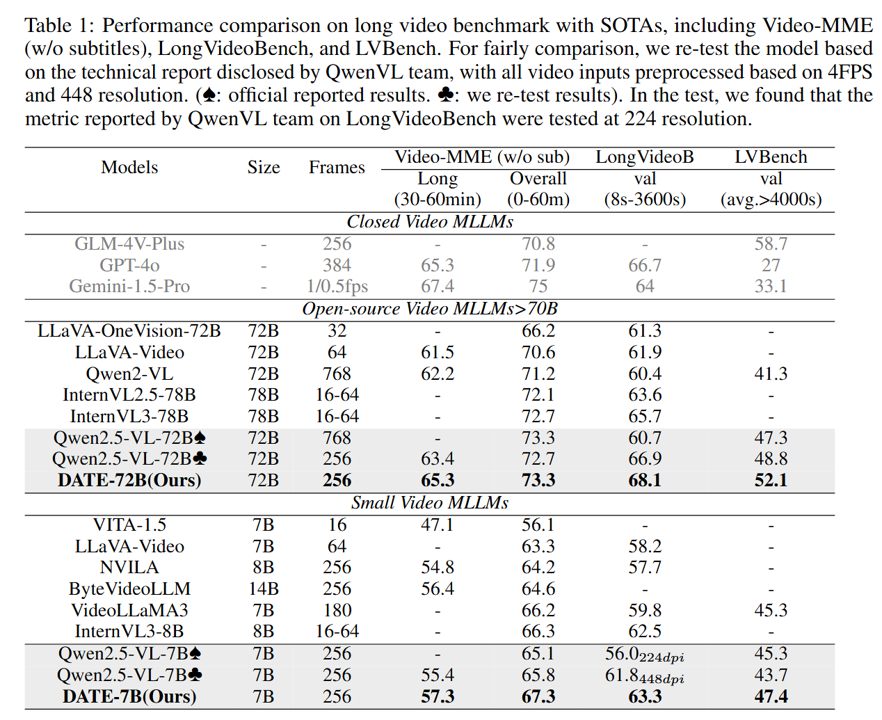 Table 1: Performance comparison on long video benchmark with SOTAs, including Video-MME
(w/o subtitles), LongVideoBench, and LVBench. For fairly comparison, we re-test the model based
on the technical report disclosed by QwenVL team, with all video inputs preprocessed based on 4FPS
and 448 resolution. (♠: official reported results. ♣: we re-test results). In the test, we found that the
metric reported by QwenVL team on LongVideoBench were tested at 224 resolution.
Models Size Frames Video-MME (w/o sub) LongVideoB LVBench
Long Overall val val
(30-60min) (0-60m) (8s-3600s) (avg.>4000s)
Closed Video MLLMs
GLM-4V-Plus - 256 - 70.8 - 58.7
GPT-4o - 384 65.3 71.9 66.7 27
Gemini-1.5-Pro - 1/0.5fps 67.4 75 64 33.1
Open-source Video MLLMs>70B
LLaVA-OneVision-72B 72B 32 - 66.2 61.3 -
LLaVA-Video 72B 64 61.5 70.6 61.9 -
Qwen2-VL 72B 768 62.2 71.2 60.4 41.3
InternVL2.5-78B 78B 16-64 - 72.1 63.6 -
InternVL3-78B 78B 16-64 - 72.7 65.7 -
Qwen2.5-VL-72B♠ 72B 768 - 73.3 60.7 47.3
Qwen2.5-VL-72B♣ 72B 256 63.4 72.7 66.9 48.8
DATE-72B(Ours) 72B 256 65.3 73.3 68.1 52.1
Small Video MLLMs
VITA-1.5 7B 16 47.1 56.1 - -
LLaVA-Video 7B 64 - 63.3 58.2 -
NVILA 8B 256 54.8 64.2 57.7 -
ByteVideoLLM 14B 256 56.4 64.6 - -
VideoLLaMA3 7B 180 - 66.2 59.8 45.3
InternVL3-8B 8B 16-64 - 66.3 62.5 -
Qwen2.5-VL-7B♠ 7B 256 - 65.1 56.0224dpi 45.3
Qwen2.5-VL-7B♣ 7B 256 55.4 65.8 61.8448dpi 43.7
DATE-7B(Ours) 7B 256 57.3 67.3 63.3 47.4